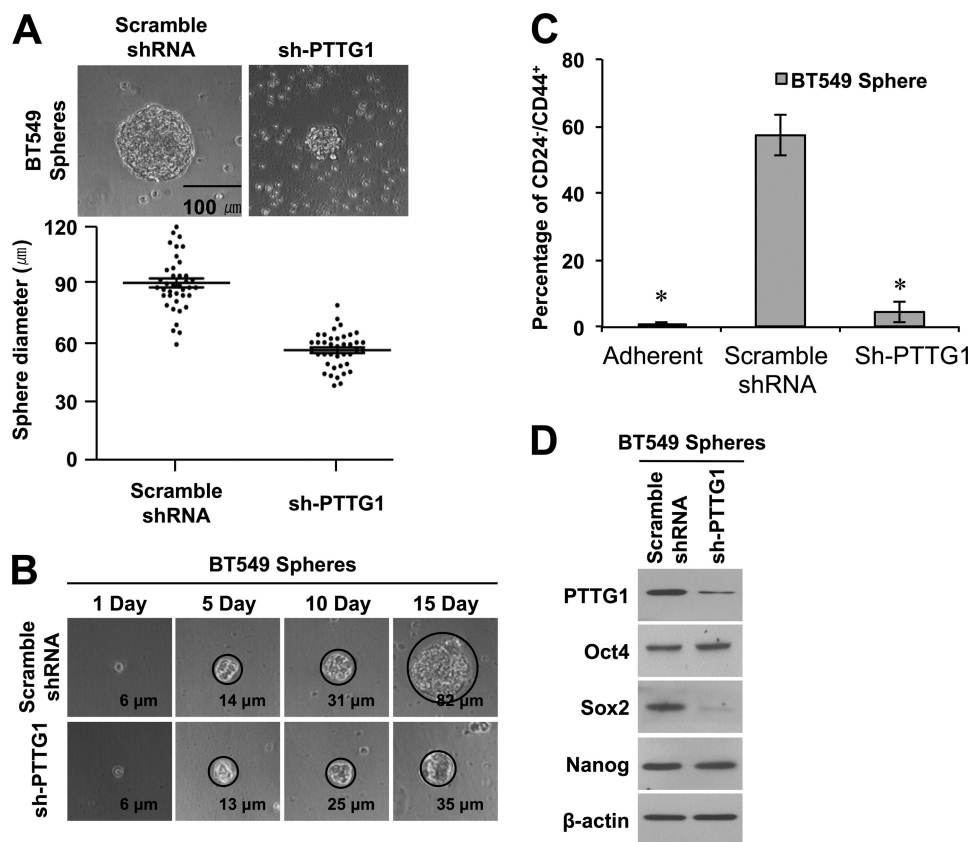 A
Scramble
shRNA
sh-PTTG1
BT549
Spheres
100 ㎛
Sphere diameter (㎛)
120
90
60
30
0
Scramble
shRNA
sh-PTTG1
B
BT549 Spheres
1 Day
5 Day
10 Day
15 Day
Scramble
shRNA
6 µm
14 µm
31 µm
82 µm
sh-PTTG1
6 µm
13 µm
25 µm
35 µm
C
Percentage of CD24⁻/CD44⁺
80
60
40
20
0
BT549 Sphere
*
*
Adherent
Scramble
shRNA
Sh-PTTG1
D
BT549 Spheres
Scramble
shRNA
sh-PTTG1
PTTG1
Oct4
Sox2
Nanog
β-actin